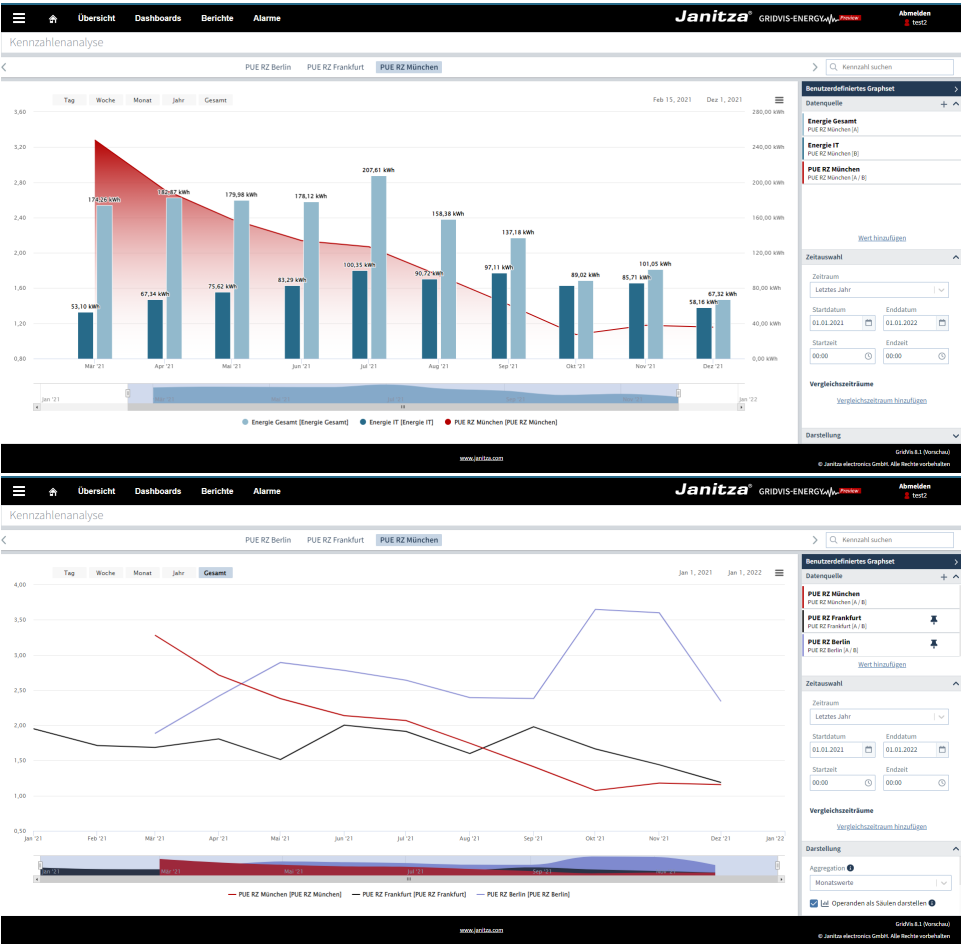 Übersicht Dashboards Berichte Alarme
Janitza® GRIDVIS-ENERGY Preview
Abmelden
test2
Kennzahlenanalyse
PUE RZ Berlin PUE RZ Frankfurt PUE RZ München
Kennzahl suchen
Tag Woche Monat Jahr Gesamt
Feb 15, 2021 Dez 1, 2021
3,60
3,20
2,80
2,40
2,00
1,60
1,20
0,80
280,00 kWh
240,00 kWh
200,00 kWh
160,00 kWh
120,00 kWh
80,00 kWh
40,00 kWh
0,00 kWh
53,10 kWh
67,34 kWh
182,87 kWh
75,62 kWh
179,98 kWh
83,29 kWh
178,12 kWh
100,35 kWh
207,61 kWh
90,72 kWh
158,38 kWh
97,11 kWh
137,18 kWh
89,02 kWh
85,71 kWh
101,05 kWh
58,16 kWh
67,32 kWh
Mär '21 Apr '21 Mai '21 Jun '21 Jul '21 Aug '21 Sep '21 Okt '21 Nov '21 Dez '21
Jan '21
Jan '22
Energie Gesamt [Energie Gesamt] Energie IT [Energie IT] PUE RZ München [PUE RZ München]
Benutzerdefiniertes Graphset
Datenquelle
Energie Gesamt
PUE RZ München [A]
Energie IT
PUE RZ München [B]
PUE RZ München
PUE RZ München [A / B]
Wert hinzufügen
Zeitauswahl
Zeitraum
Letztes Jahr
Startdatum Enddatum
01.01.2021 01.01.2022
Startzeit Endzeit
00:00 00:00
Vergleichszeiträume
Vergleichszeitraum hinzufügen
Darstellung
www.janitza.com
GridVis 8.1 (Vorschau)
© Janitza electronics GmbH. Alle Rechte vorbehalten
Übersicht Dashboards Berichte Alarme
Janitza® GRIDVIS-ENERGY Preview
Abmelden
test2
Kennzahlenanalyse
PUE RZ Berlin PUE RZ Frankfurt PUE RZ München
Kennzahl suchen
Tag Woche Monat Jahr Gesamt
Jan 1, 2021 Jan 1, 2022
4,00
3,50
3,00
2,50
2,00
1,50
1,00
0,50
Jan '21 Feb '21 Mär '21 Apr '21 Mai '21 Jun '21 Jul '21 Aug '21 Sep '21 Okt '21 Nov '21 Dez '21 Jan '22
Jan '21 Mär '21 Mai '21 Jul '21 Sep '21 Nov '21
PUE RZ München [PUE RZ München] PUE RZ Frankfurt [PUE RZ Frankfurt] PUE RZ Berlin [PUE RZ Berlin]
Benutzerdefiniertes Graphset
Datenquelle
PUE RZ München
PUE RZ München [A / B]
PUE RZ Frankfurt
PUE RZ Frankfurt [A / B]
PUE RZ Berlin
PUE RZ Berlin [A / B]
Wert hinzufügen
Zeitauswahl
Zeitraum
Letztes Jahr
Startdatum Enddatum
01.01.2021 01.01.2022
Startzeit Endzeit
00:00 00:00
Vergleichszeiträume
Vergleichszeitraum hinzufügen
Darstellung
Aggregation
Monatswerte
Operanden als Säulen darstellen
www.janitza.com
GridVis 8.1 (Vorschau)
© Janitza electronics GmbH. Alle Rechte vorbehalten